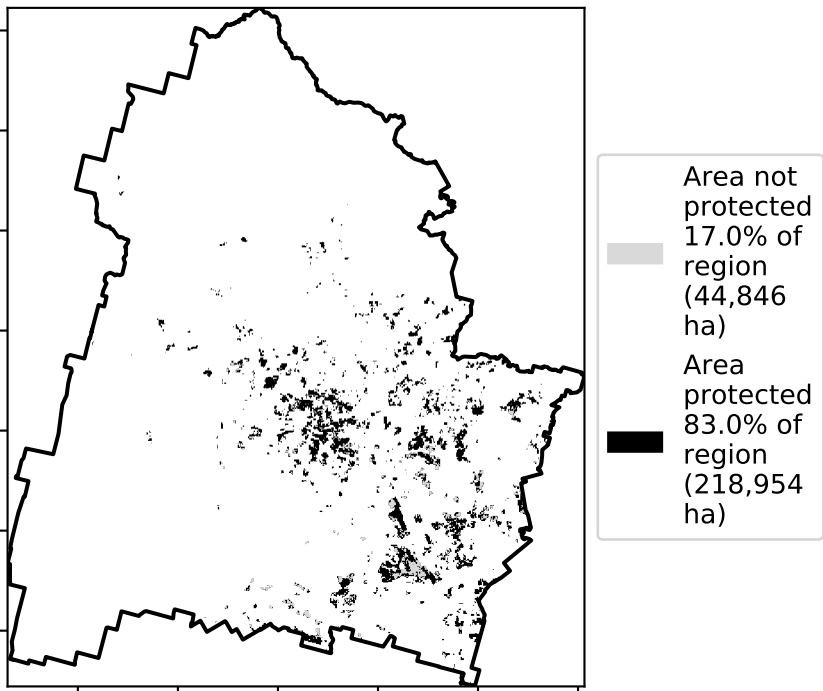 Area not
protected
17.0% of
region
(44,846
ha)
Area
protected
83.0% of
region
(218,954
ha)